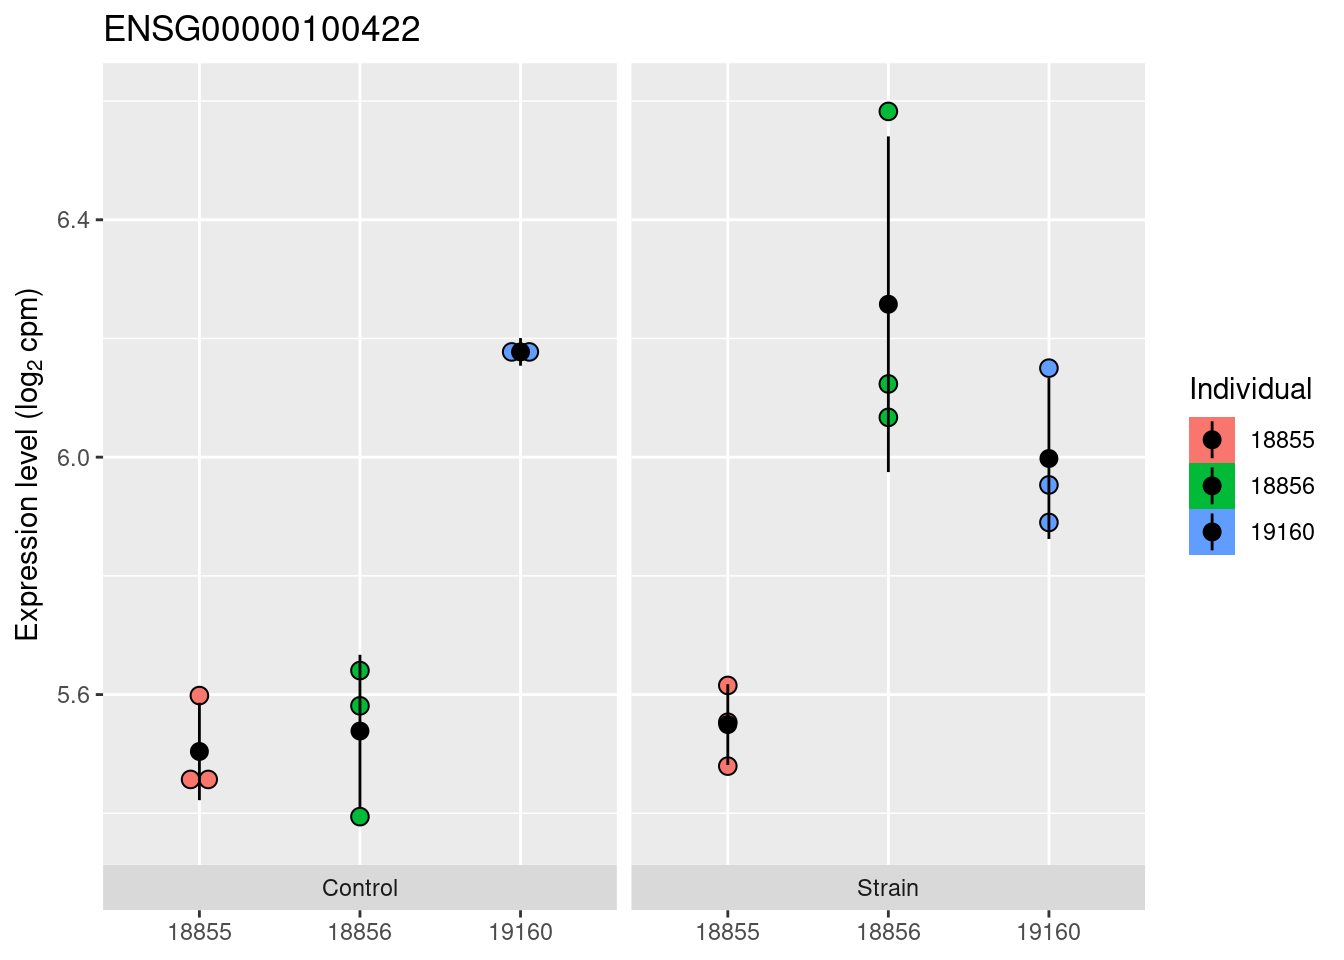 ENSG00000100422
Expression level (log₂ cpm)
6.4
6.0
5.6
Control
Strain
18855 18856 19160
18855 18856 19160
Individual
18855
18856
19160